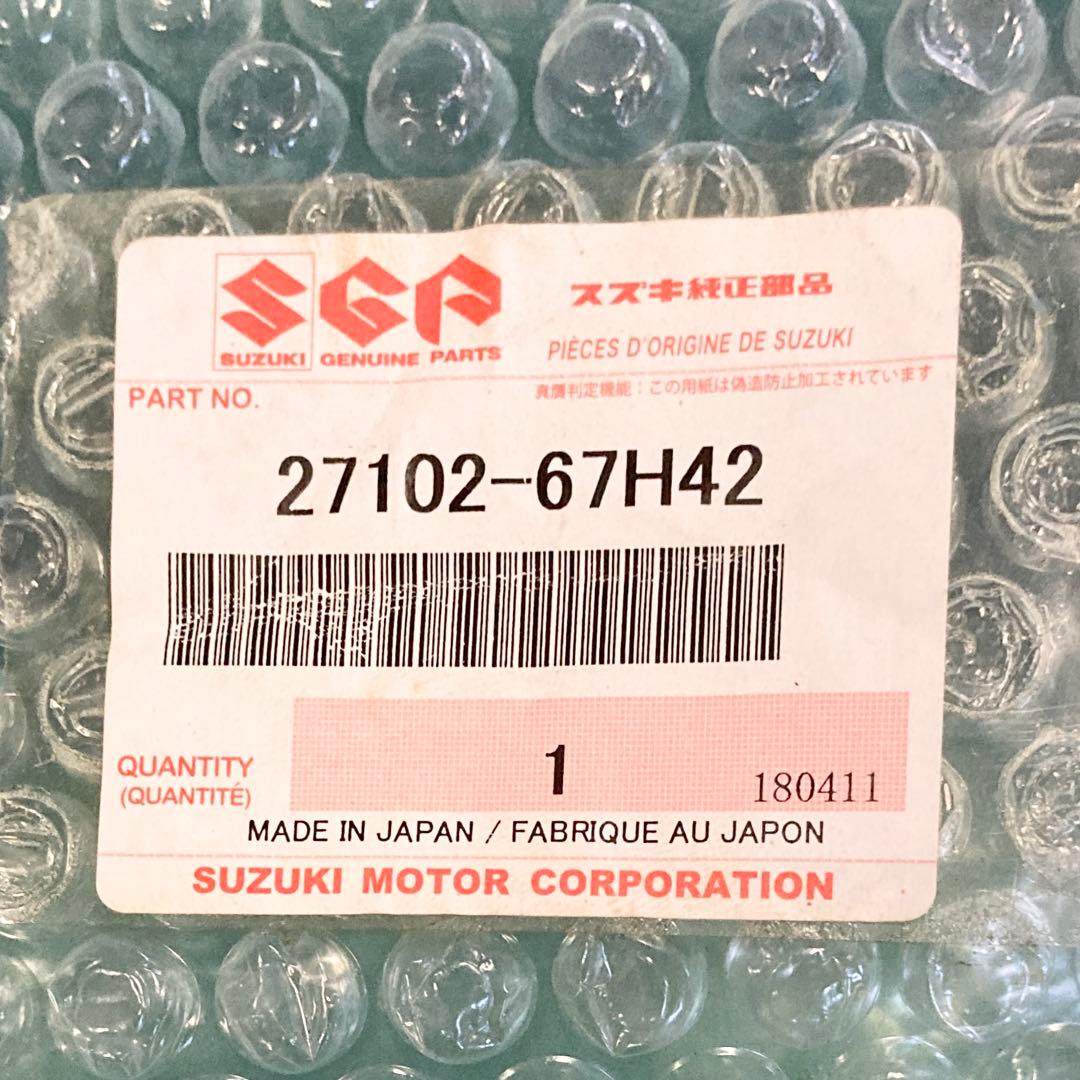 SGP
SUZUKI GENUINE PARTS
スズキ純正部品
PIÈCES D'ORIGINE DE SUZUKI
PART NO.
真贋判定機能：この用紙は偽造防止加工されています
27102-67H42
QUANTITY
(QUANTITÉ)
1
180411
MADE IN JAPAN / FABRIQUE AU JAPON
SUZUKI MOTOR CORPORATION